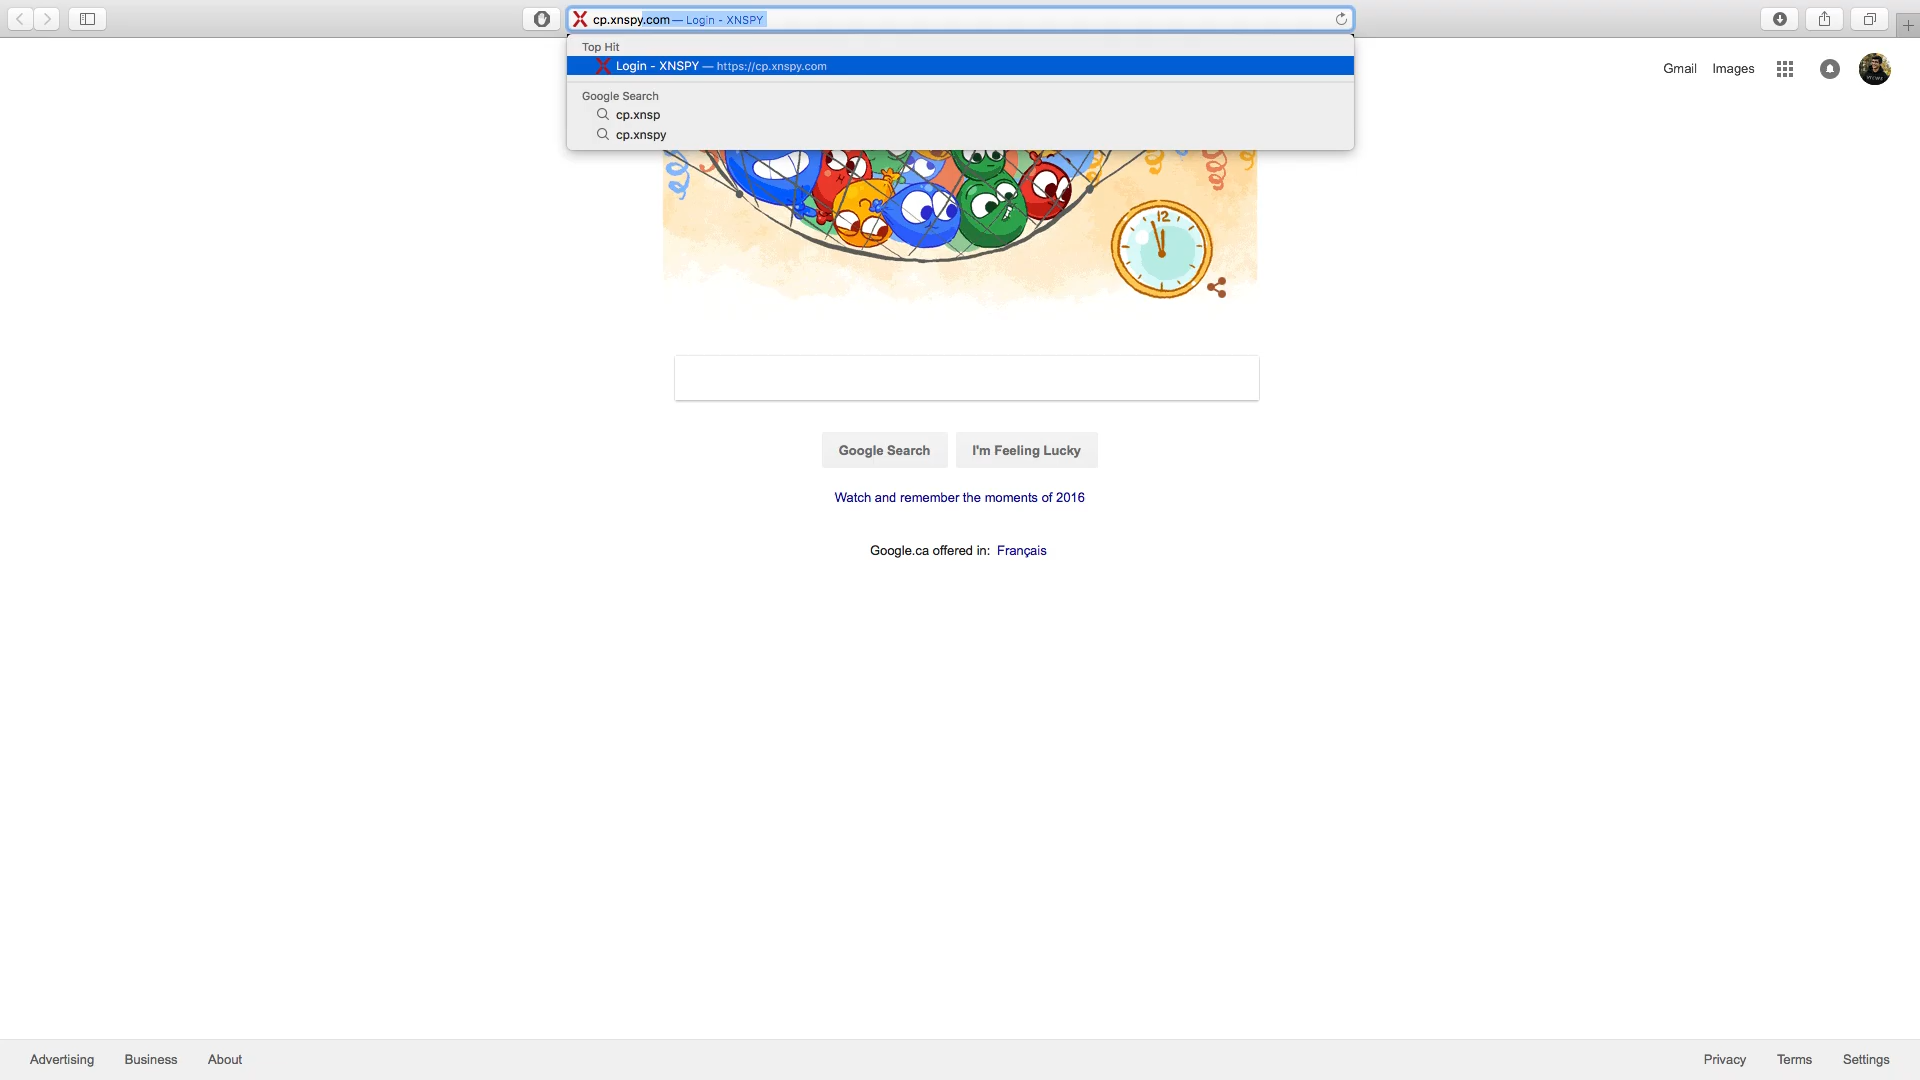 cp.xnspy.com — Login - XNSPY
Top Hit
Login - XNSPY — https://cp.xnspy.com
Google Search
cp.xnsp
cp.xnspy
Gmail Images
12
Google Search I'm Feeling Lucky
Watch and remember the moments of 2016
Google.ca offered in: Français
Advertising Business About Privacy Terms Settings